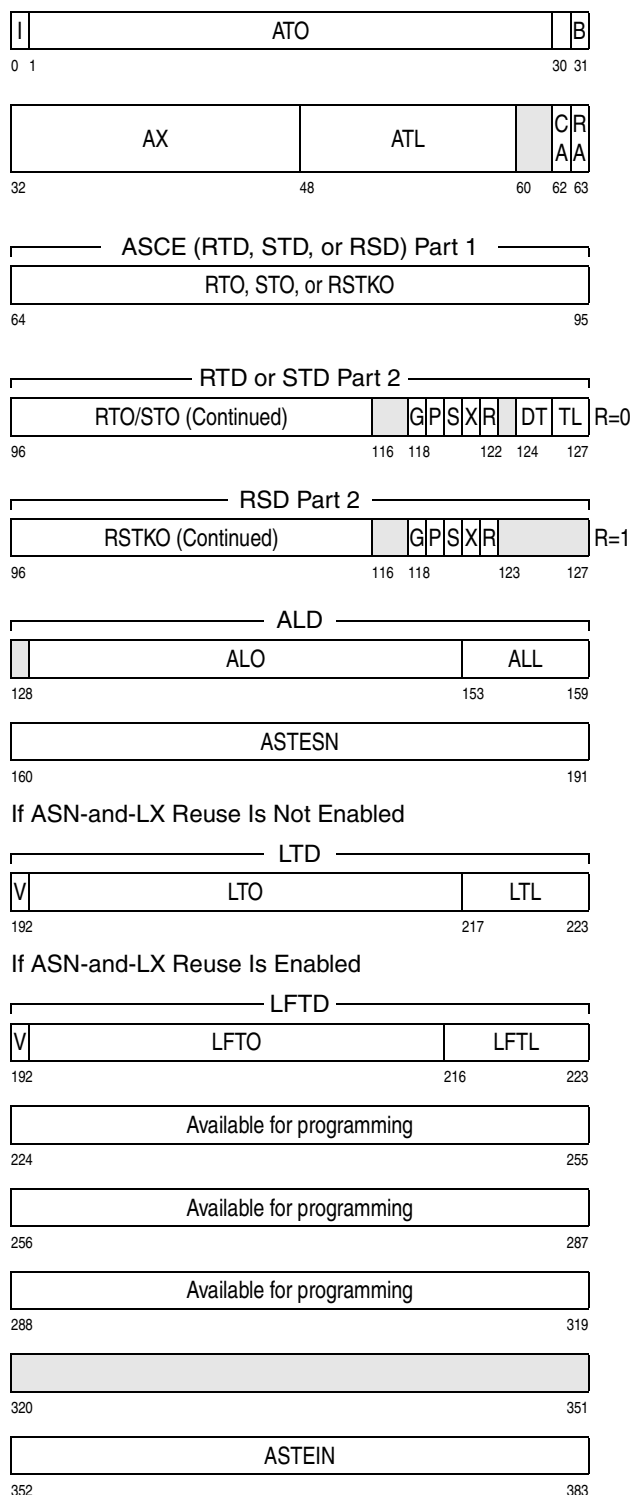 I ATO B
0 1 30 31
AX ATL CA RA
32 48 60 62 63
ASCE (RTD, STD, or RSD) Part 1
RTO, STO, or RSTKO
64 95
RTD or STD Part 2
RTO/STO (Continued) G P S X R DT TL R=0
96 116 118 122 124 127
RSD Part 2
RSTKO (Continued) G P S X R R=1
96 116 118 123 127
ALD
ALO ALL
128 153 159
ASTESN
160 191
If ASN-and-LX Reuse Is Not Enabled
LTD
V LTO LTL
192 217 223
If ASN-and-LX Reuse Is Enabled
LFTD
V LFTO LFTL
192 216 223
Available for programming
224 255
Available for programming
256 287
Available for programming
288 319
320 351
ASTEIN
352 383